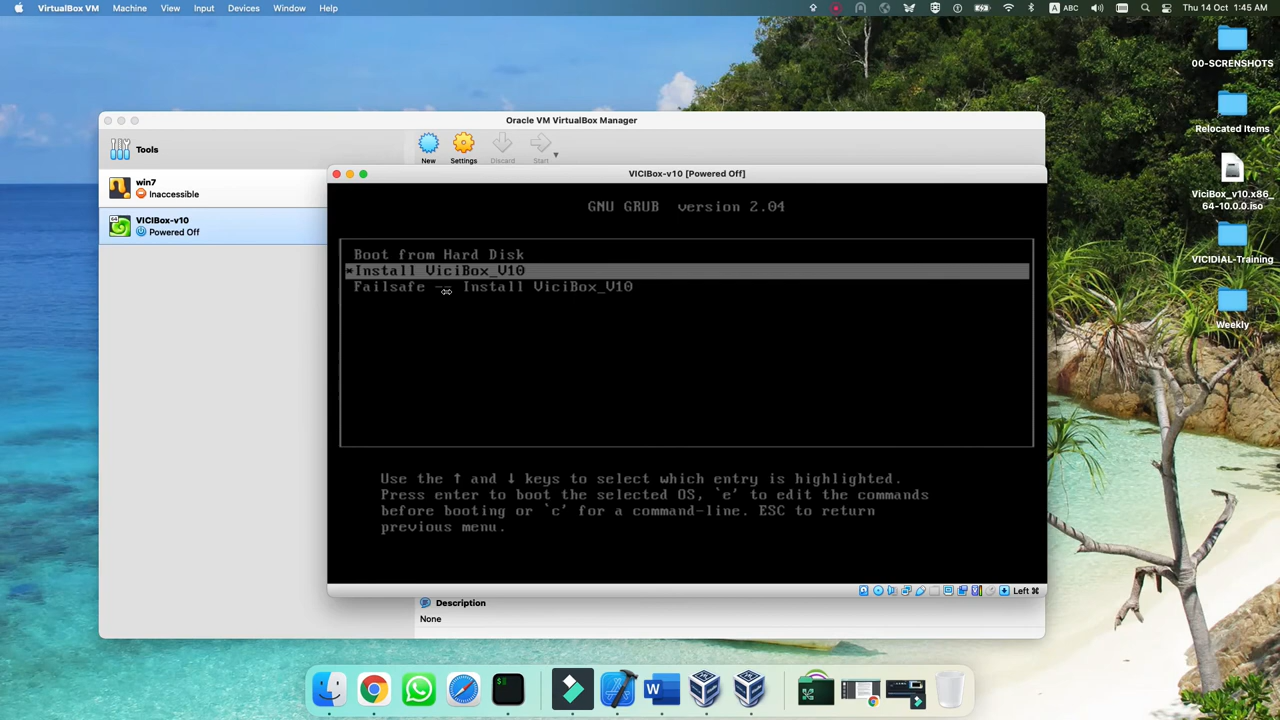 VirtualBox VM Machine View Input Devices Window Help
ABC Thu 14 Oct 1:45 AM
00-SCRENSHOTS
Relocated Items
ViciBox_v10.x86_
64-10.0.0.iso
VICIDIAL-Training
Weekly
Oracle VM VirtualBox Manager
Tools
New Settings Discard Start
win7
Inaccessible
64
VICIBox-v10
Powered Off
VICIBox-v10 [Powered Off]
GNU GRUB version 2.04
Boot from Hard Disk
*Install ViciBox_V10
Failsafe -- Install ViciBox_V10
Use the ↑ and ↓ keys to select which entry is highlighted.
Press enter to boot the selected OS, `e' to edit the commands
before booting or `c' for a command-line. ESC to return
previous menu.
Left ⌘
Description
None